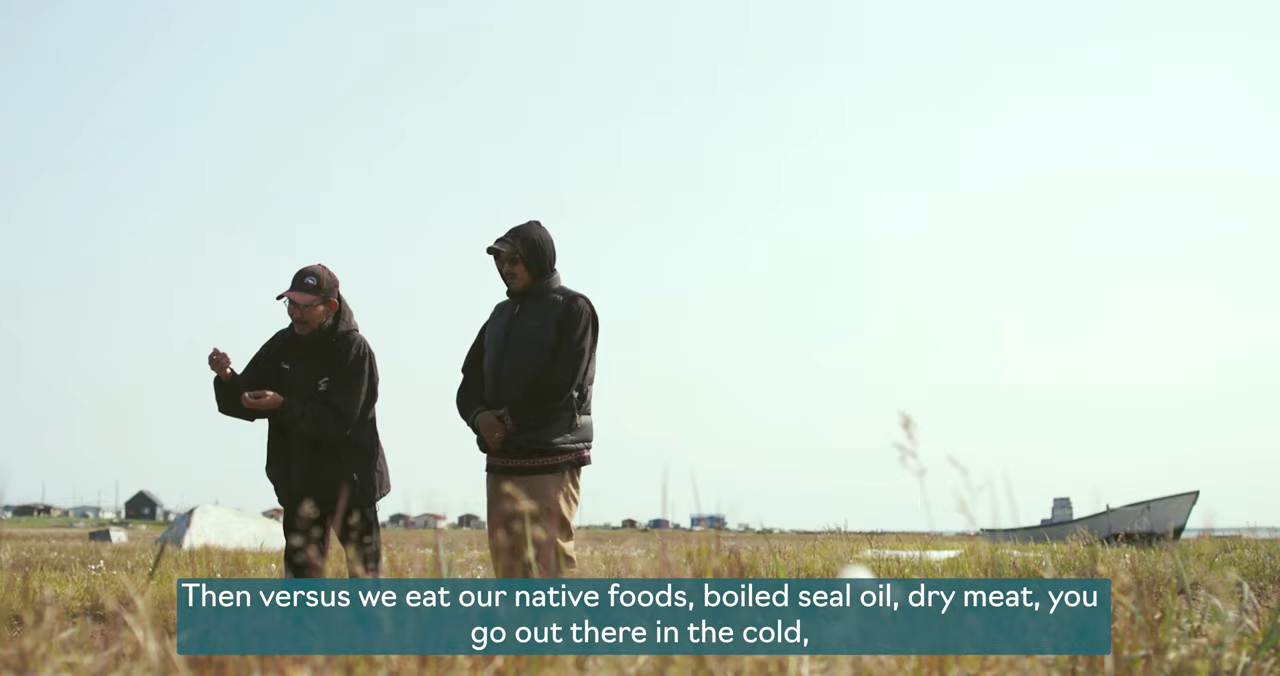 Then versus we eat our native foods, boiled seal oil, dry meat, you
go out there in the cold,